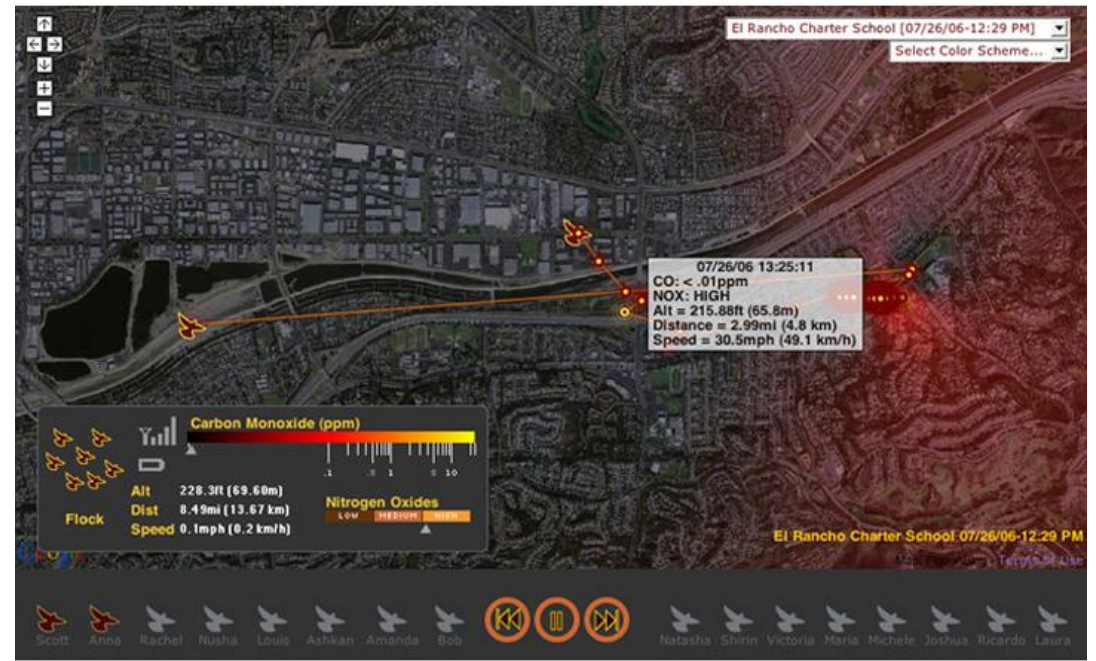 El Rancho Charter School [07/26/06-12:29 PM]
Select Color Scheme...
07/26/06 13:25:11
CO: < .01ppm
NOX: HIGH
Alt = 215.88ft (65.8m)
Distance = 2.99mi (4.8 km)
Speed = 30.5mph (49.1 km/h)
Carbon Monoxide (ppm)
.1 .5 1 5 10
Alt 228.3ft (69.60m)
Dist 8.49mi (13.67 km)
Speed 0.1mph (0.2 km/h)
Flock
Nitrogen Oxides
LOW MEDIUM HIGH
El Rancho Charter School 07/26/06-12:29 PM
Terms of Use
Scott Anna Rachel Nusha Louis Ashkan Amanda Bob Natasha Shirin Victoria Maria Michele Joshua Ricardo Laura